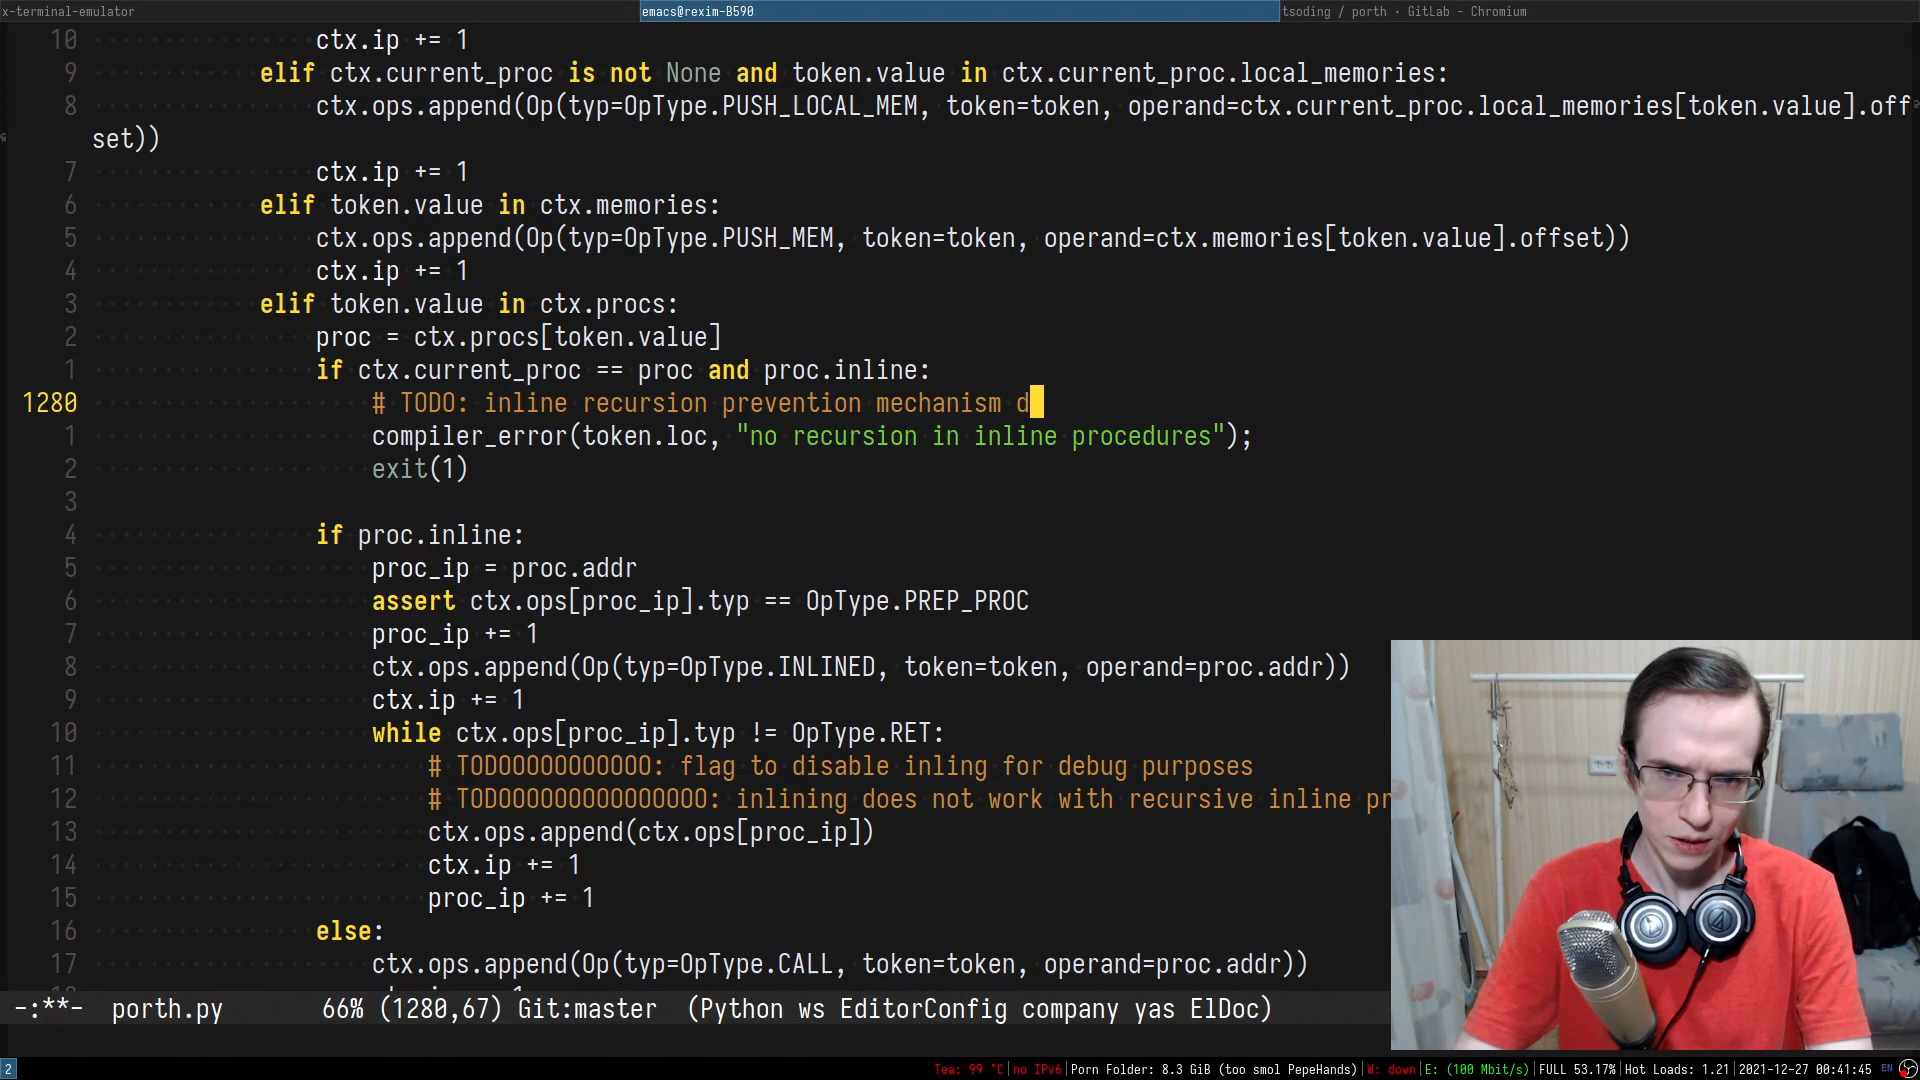 x-terminal-emulator emacs@rexim-B590 tsoding / porth · GitLab - Chromium
10 ctx.ip += 1
9 elif ctx.current_proc is not None and token.value in ctx.current_proc.local_memories:
8 ctx.ops.append(Op(typ=OpType.PUSH_LOCAL_MEM, token=token, operand=ctx.current_proc.local_memories[token.value].off
set))
7 ctx.ip += 1
6 elif token.value in ctx.memories:
5 ctx.ops.append(Op(typ=OpType.PUSH_MEM, token=token, operand=ctx.memories[token.value].offset))
4 ctx.ip += 1
3 elif token.value in ctx.procs:
2 proc = ctx.procs[token.value]
1 if ctx.current_proc == proc and proc.inline:
1280 # TODO: inline recursion prevention mechanism d
1 compiler_error(token.loc, "no recursion in inline procedures");
2 exit(1)
3
4 if proc.inline:
5 proc_ip = proc.addr
6 assert ctx.ops[proc_ip].typ == OpType.PREP_PROC
7 proc_ip += 1
8 ctx.ops.append(Op(typ=OpType.INLINED, token=token, operand=proc.addr))
9 ctx.ip += 1
10 while ctx.ops[proc_ip].typ != OpType.RET:
11 # TODOOOOOOOOOOO: flag to disable inling for debug purposes
12 # TODOOOOOOOOOOOOOOO: inlining does not work with recursive inline pr
13 ctx.ops.append(ctx.ops[proc_ip])
14 ctx.ip += 1
15 proc_ip += 1
16 else:
17 ctx.ops.append(Op(typ=OpType.CALL, token=token, operand=proc.addr))
-:**- porth.py 66% (1280,67) Git:master (Python ws EditorConfig company yas ElDoc)
2 Tea: 99 °C|no IPv6|Porn Folder: 8.3 GiB (too smol PepeHands)|W: down|E: (100 Mbit/s)|FULL 53.17%|Hot Loads: 1.21|2021-12-27 00:41:45 EN